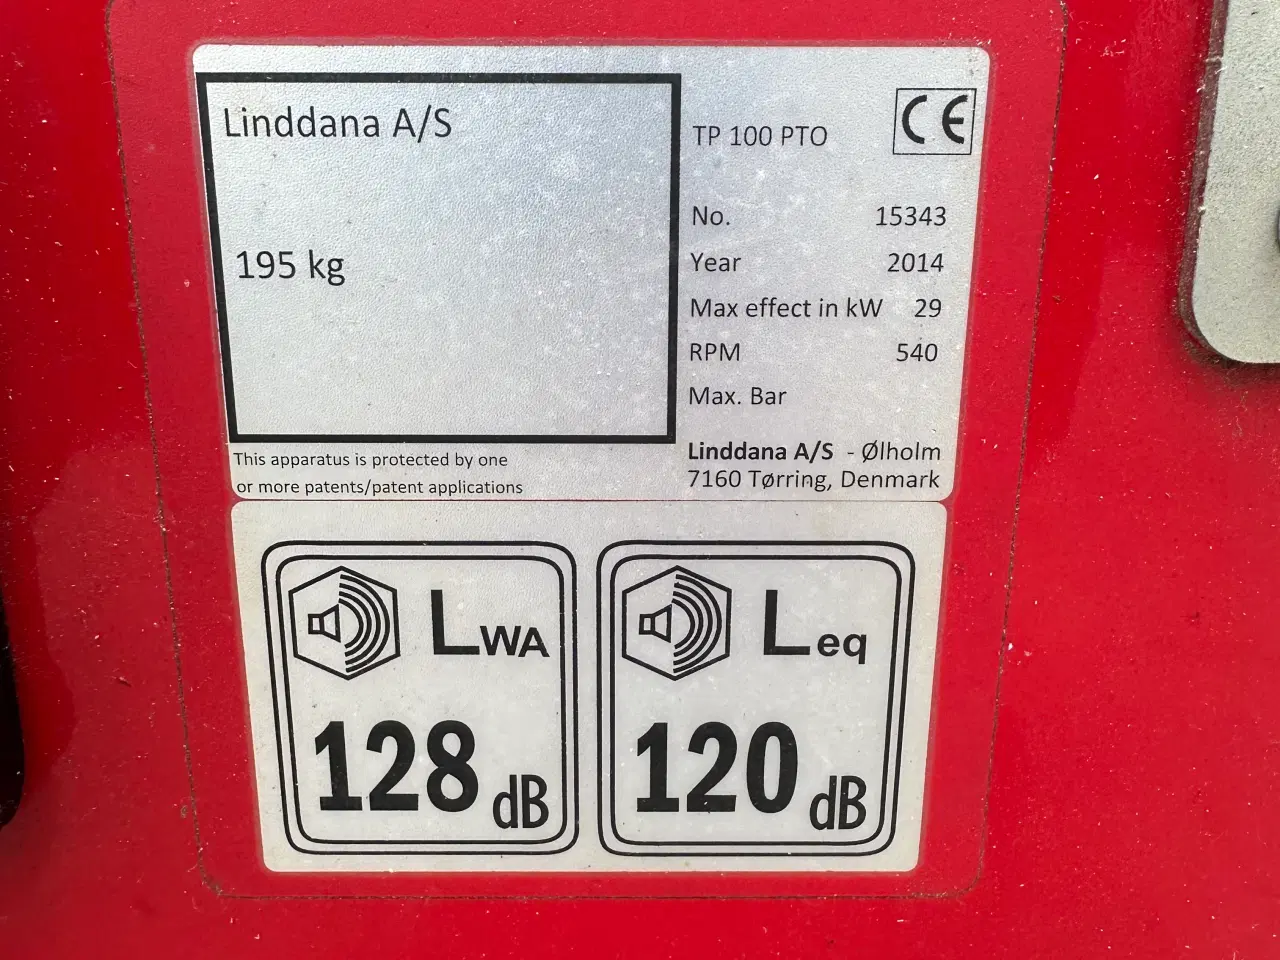 Linddana A/S
195 kg
This apparatus is protected by one
or more patents/patent applications
TP 100 PTO
CE
No. 15343
Year 2014
Max effect in kW 29
RPM 540
Max. Bar
Linddana A/S - Ølholm
7160 Tørring, Denmark
LWA
128 dB
Leq
120 dB